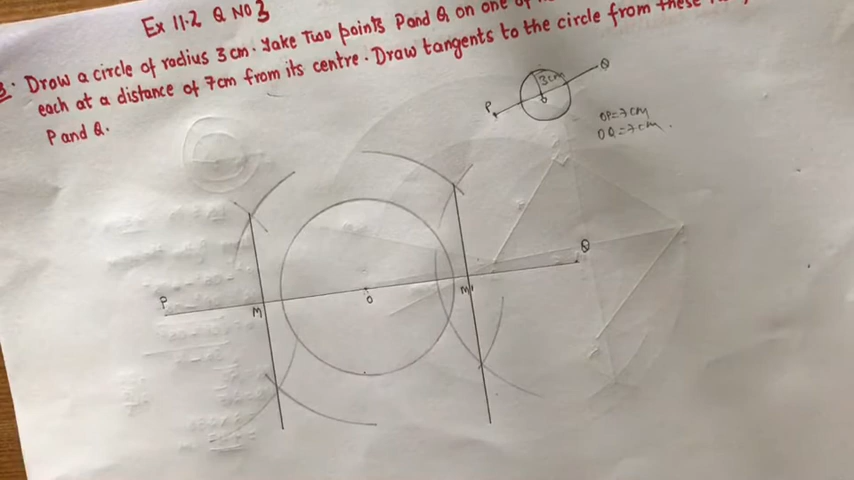 Ex 11.2 Q NO 3
3. Drow a circle of radius 3 cm. Take Two points P and Q on one of
each at a distance of 7cm from its centre. Draw tangents to the circle from these
P and Q.
3cm
Q
P
O
OP=7CM
OQ=7CM.
Q
P
M
O
M'